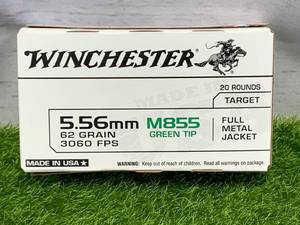 WINCHESTER
20 ROUNDS
TARGET
5.56mm
62 GRAIN
3060 FPS
M855
GREEN TIP
FULL
METAL
JACKET
MADE IN USA
WARNING: Keep out of reach of children. Read all warnings on package.